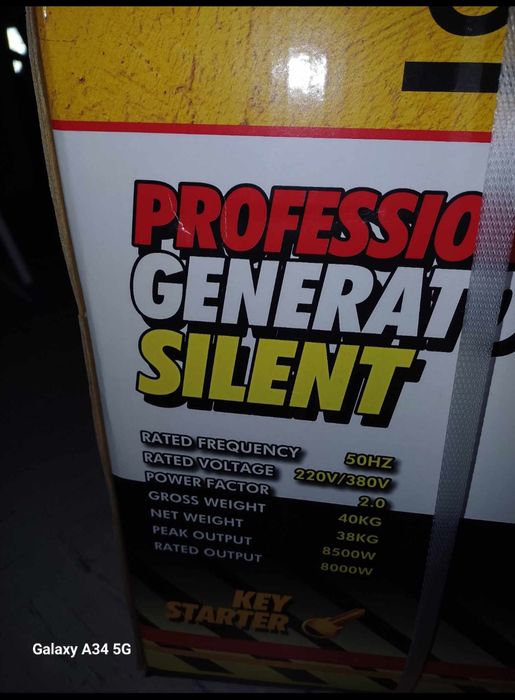 PROFESSIO
GENERATO
SILENT
RATED FREQUENCY 50HZ
RATED VOLTAGE 220V/380V
POWER FACTOR 2.0
GROSS WEIGHT 40KG
NET WEIGHT 38KG
PEAK OUTPUT 8500W
RATED OUTPUT 8000W
KEY
STARTER
Galaxy A34 5G